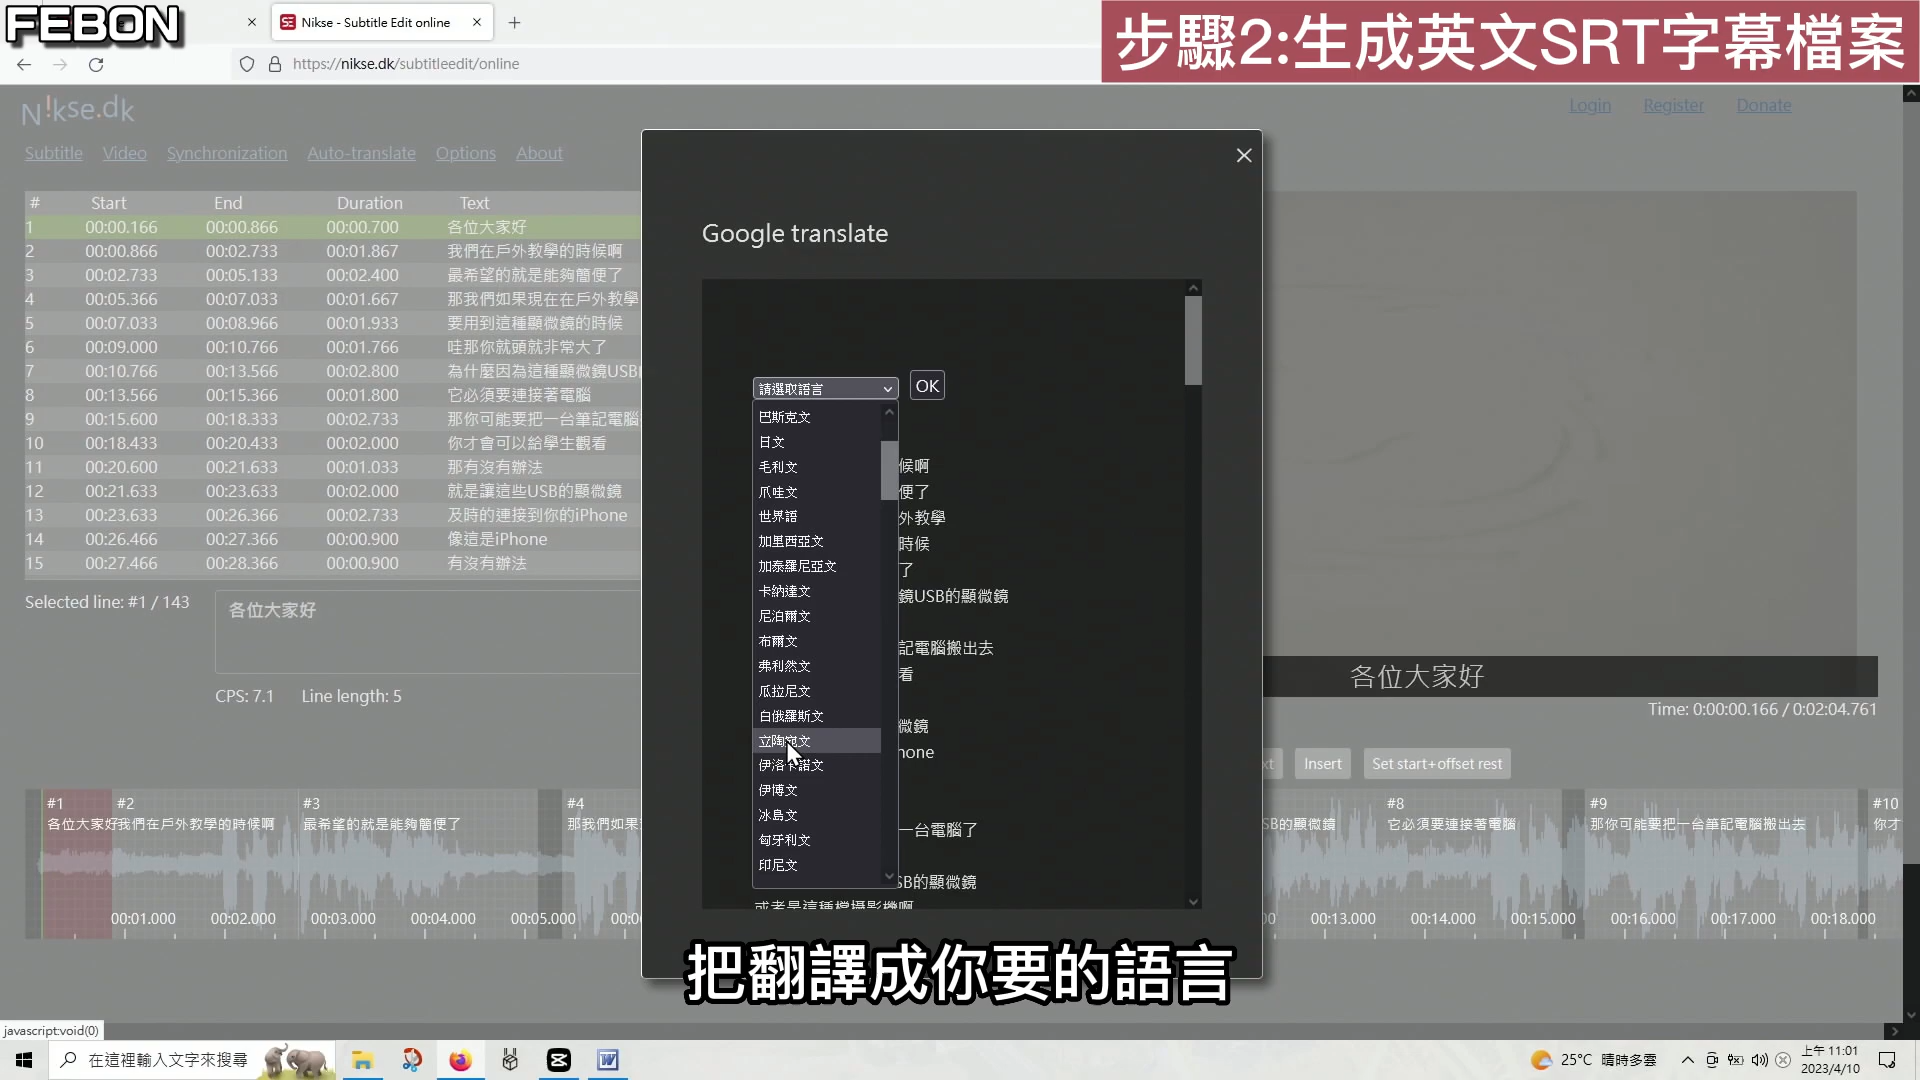 FEBON
Nikse - Subtitle Edit online
https://nikse.dk/subtitleedit/online
步驟2:生成英文SRT字幕檔案
N!kse.dk
Login Register Donate
Subtitle Video Synchronization Auto-translate Options About
# Start End Duration Text
1 00:00.166 00:00.866 00:00.700 各位大家好
2 00:00.866 00:02.733 00:01.867 我們在戶外教學的時候啊
3 00:02.733 00:05.133 00:02.400 最希望的就是能夠簡便了
4 00:05.366 00:07.033 00:01.667 那我們如果現在在戶外教學
5 00:07.033 00:08.966 00:01.933 要用到這種顯微鏡的時候
6 00:09.000 00:10.766 00:01.766 哇那你就頭就非常大了
7 00:10.766 00:13.566 00:02.800 為什麼因為這種顯微鏡USB
8 00:13.566 00:15.366 00:01.800 它必須要連接著電腦
9 00:15.600 00:18.333 00:02.733 那你可能要把一台筆記電腦
10 00:18.433 00:20.433 00:02.000 你才會可以給學生觀看
11 00:20.600 00:21.633 00:01.033 那有沒有辦法
12 00:21.633 00:23.633 00:02.000 就是讓這些USB的顯微鏡
13 00:23.633 00:26.366 00:02.733 及時的連接到你的iPhone
14 00:26.466 00:27.366 00:00.900 像這是iPhone
15 00:27.466 00:28.366 00:00.900 有沒有辦法
Selected line: #1 / 143
各位大家好
CPS: 7.1 Line length: 5
Google translate
請選取語言
OK
巴斯克文
日文
毛利文
爪哇文
世界語
加里西亞文
加泰羅尼亞文
卡納達文
尼泊爾文
布爾文
弗利然文
瓜拉尼文
白俄羅斯文
立陶宛文
伊洛卡諾文
伊博文
冰島文
匈牙利文
印尼文
候啊
便了
外教學
時候
了
鏡USB的顯微鏡
記電腦搬出去
看
微鏡
hone
一台電腦了
SB的顯微鏡
各位大家好
Time: 0:00:00.166 / 0:02:04.761
xt Insert Set start+offset rest
#1 #2 #3 #4 #8 #9 #10
各位大家好 我們在戶外教學的時候啊 最希望的就是能夠簡便了 那我們如果 SB的顯微鏡 它必須要連接著電腦 那你可能要把一台筆記電腦搬出去 你才
00:01.000 00:02.000 00:03.000 00:04.000 00:05.000 00:13.000 00:14.000 00:15.000 00:16.000 00:17.000 00:18.000
把翻譯成你要的語言
javascript:void(0)
在這裡輸入文字來搜尋
25°C 晴時多雲
上午 11:01
2023/4/10